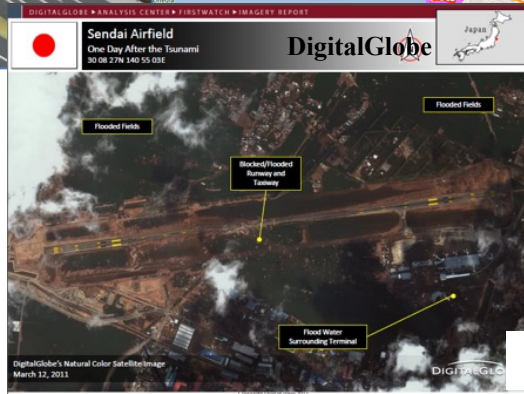 DIGITALGLOBE ▶ ANALYSIS CENTER ▶ FIRSTWATCH ▶ IMAGERY REPORT
Sendai Airfield
One Day After the Tsunami
30 08 27N 140 55 03E
DigitalGlobe
Japan
Flooded Fields
Flooded Fields
Blocked/Flooded
Runway and
Taxiway
Flood Water
Surrounding Terminal
DigitalGlobe's Natural Color Satellite Image
March 12, 2011
DIGITALGLO